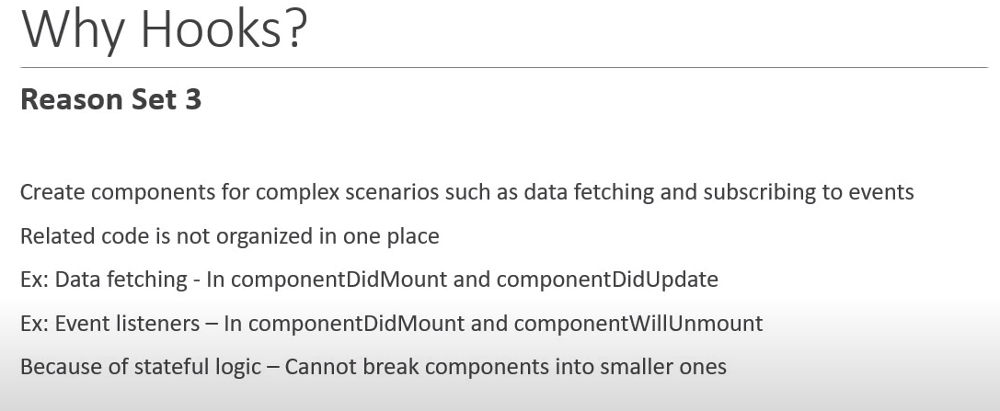 Why Hooks?
Reason Set 3
Create components for complex scenarios such as data fetching and subscribing to events
Related code is not organized in one place
Ex: Data fetching - In componentDidMount and componentDidUpdate
Ex: Event listeners – In componentDidMount and componentWillUnmount
Because of stateful logic – Cannot break components into smaller ones